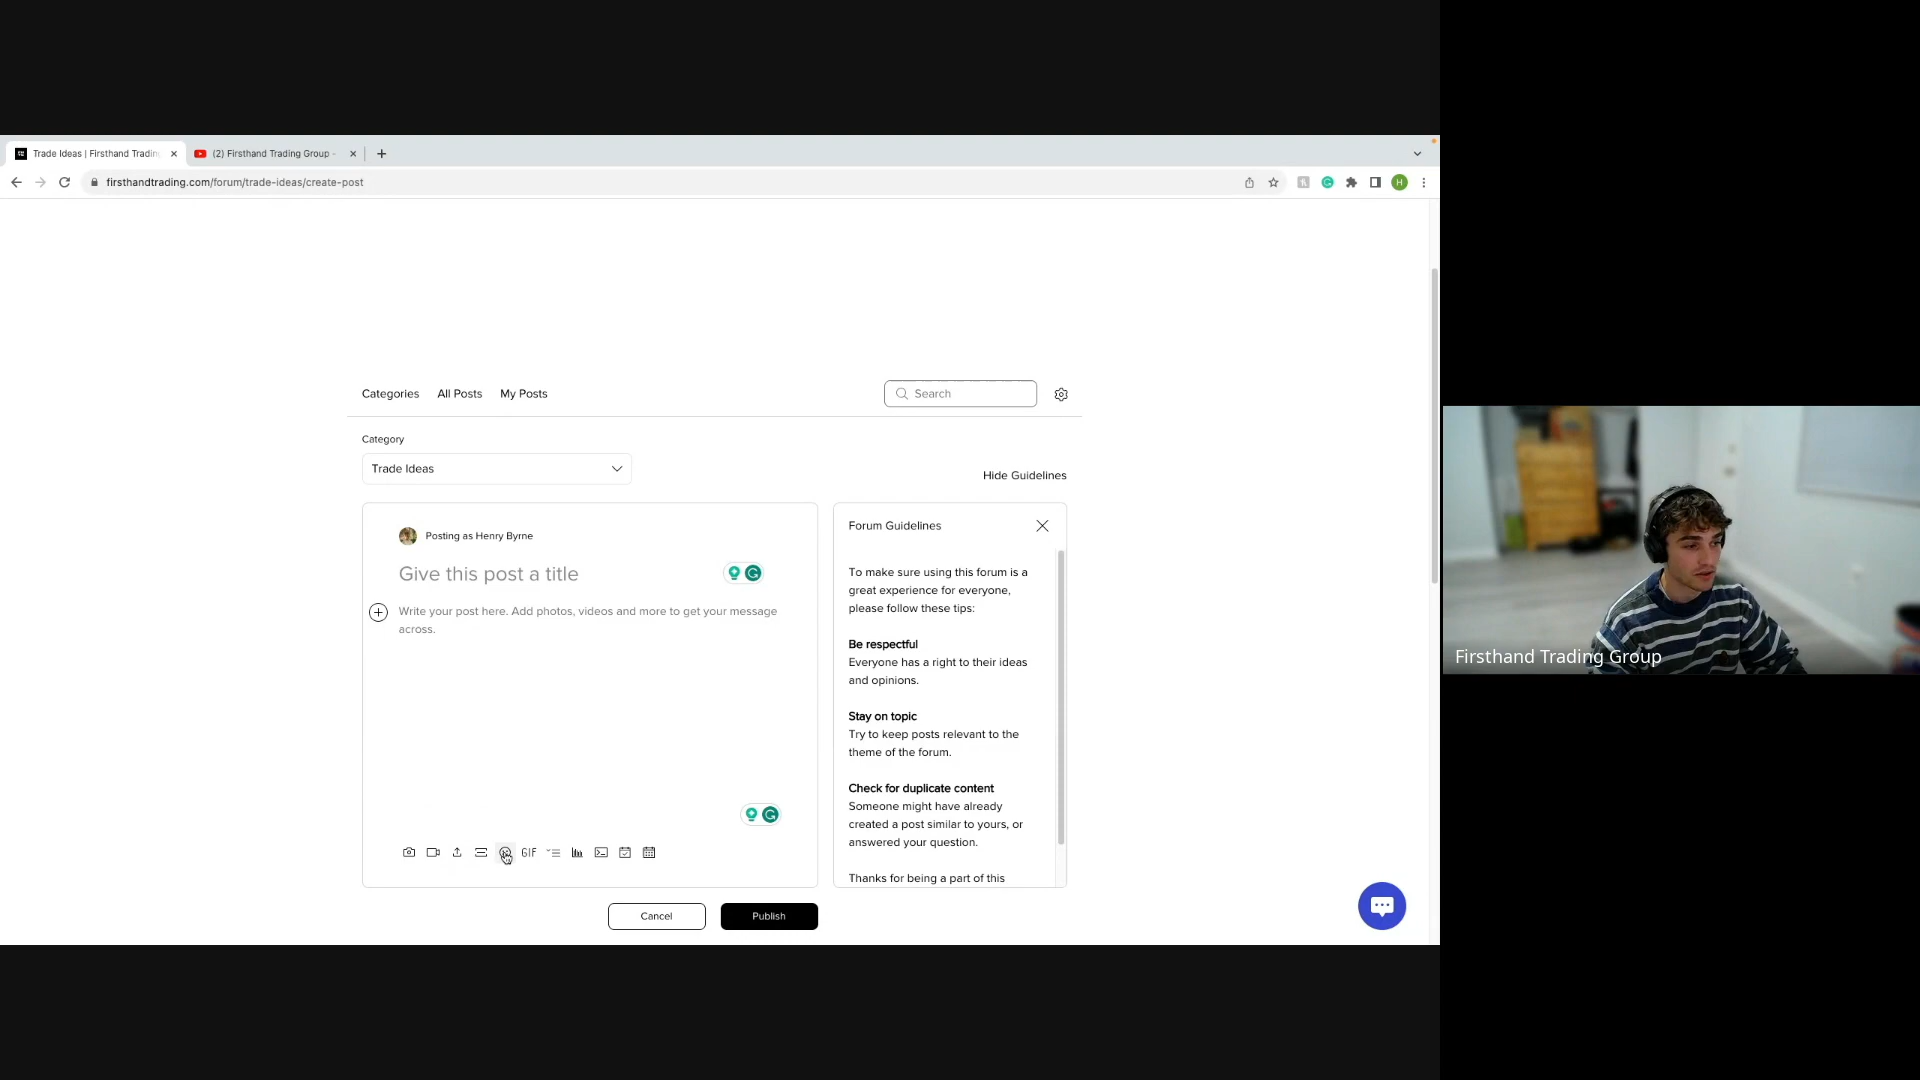 Trade Ideas | Firsthand Trading
(2) Firsthand Trading Group -
firsthandtrading.com/forum/trade-ideas/create-post
H
Categories
All Posts
My Posts
Search
Category
Trade Ideas
Hide Guidelines
Posting as Henry Byrne
Give this post a title
Write your post here. Add photos, videos and more to get your message
across.
GIF
Cancel
Publish
Forum Guidelines
To make sure using this forum is a
great experience for everyone,
please follow these tips:
Be respectful
Everyone has a right to their ideas
and opinions.
Stay on topic
Try to keep posts relevant to the
theme of the forum.
Check for duplicate content
Someone might have already
created a post similar to yours, or
answered your question.
Thanks for being a part of this
Firsthand Trading Group